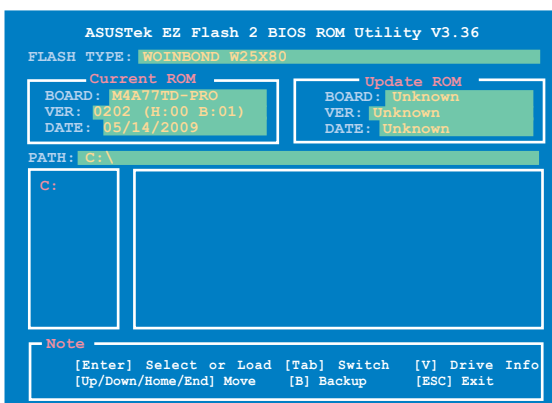 ASUSTek EZ Flash 2 BIOS ROM Utility V3.36
FLASH TYPE: WOINBOND W25X80
Current ROM
BOARD: M4A77TD-PRO
VER: 0202 (H:00 B:01)
DATE: 05/14/2009
Update ROM
BOARD: Unknown
VER: Unknown
DATE: Unknown
PATH: C:\
C:
Note
[Enter] Select or Load [Tab] Switch [V] Drive Info
[Up/Down/Home/End] Move [B] Backup [ESC] Exit